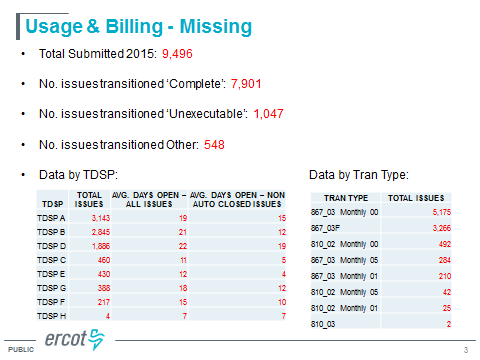 Usage & Billing - Missing
• Total Submitted 2015: 9,496
• No. issues transitioned ‘Complete’: 7,901
• No. issues transitioned ‘Unexecutable’: 1,047
• No. issues transitioned Other: 548
• Data by TDSP:
TDSP TOTAL ISSUES AVG. DAYS OPEN – ALL ISSUES AVG. DAYS OPEN – NON AUTO CLOSED ISSUES
TDSP A 3,143 19 15
TDSP B 2,845 21 12
TDSP D 1,886 22 19
TDSP C 460 11 5
TDSP E 430 12 4
TDSP G 388 18 12
TDSP F 217 15 10
TDSP H 4 7 7
Data by Tran Type:
TRAN TYPE TOTAL ISSUES
867_03 Monthly 00 5,175
867_03F 3,266
810_02 Monthly 00 492
867_03 Monthly 05 284
867_03 Monthly 01 210
810_02 Monthly 05 42
810_02 Monthly 01 25
810_03 2
PUBLIC
ercot
3